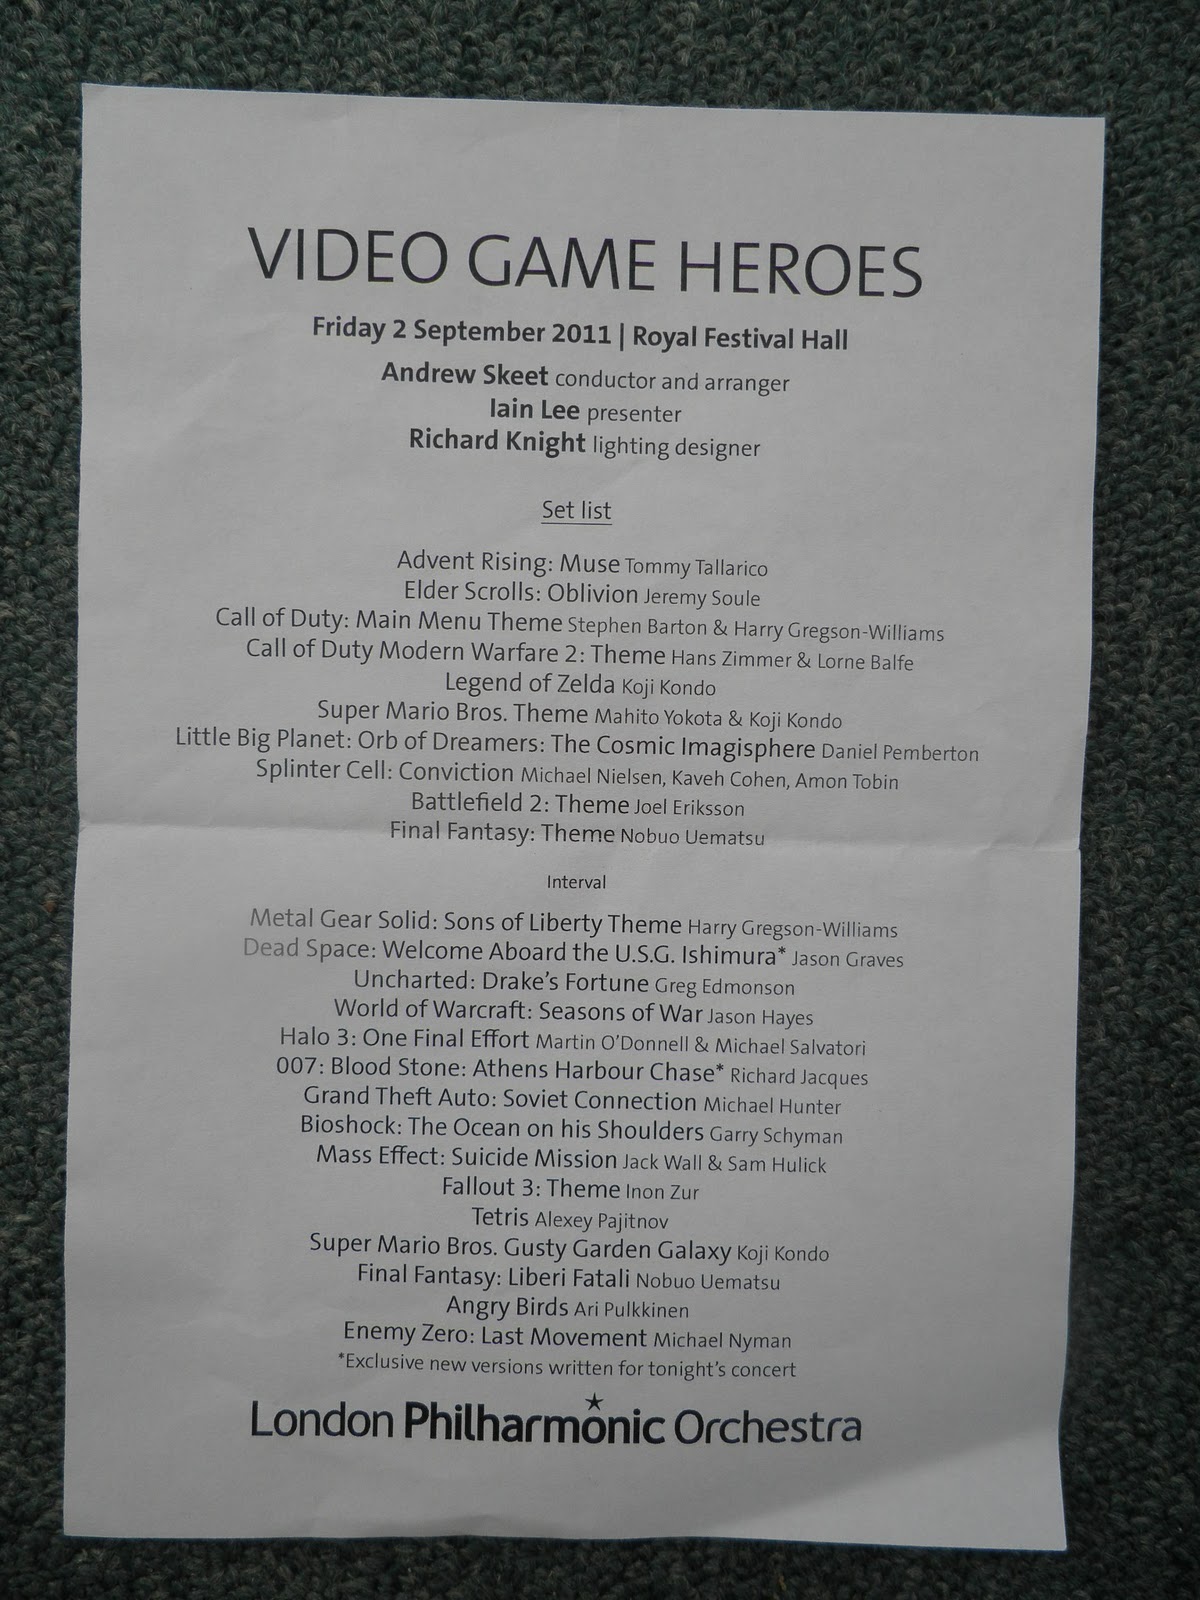 VIDEO GAME HEROES
Friday 2 September 2011 | Royal Festival Hall
Andrew Skeet conductor and arranger
Iain Lee presenter
Richard Knight lighting designer
Set list
Advent Rising: Muse Tommy Tallarico
Elder Scrolls: Oblivion Jeremy Soule
Call of Duty: Main Menu Theme Stephen Barton & Harry Gregson-Williams
Call of Duty Modern Warfare 2: Theme Hans Zimmer & Lorne Balfe
Legend of Zelda Koji Kondo
Super Mario Bros. Theme Mahito Yokota & Koji Kondo
Little Big Planet: Orb of Dreamers: The Cosmic Imagisphere Daniel Pemberton
Splinter Cell: Conviction Michael Nielsen, Kaveh Cohen, Amon Tobin
Battlefield 2: Theme Joel Eriksson
Final Fantasy: Theme Nobuo Uematsu
Interval
Metal Gear Solid: Sons of Liberty Theme Harry Gregson-Williams
Dead Space: Welcome Aboard the U.S.G. Ishimura* Jason Graves
Uncharted: Drake's Fortune Greg Edmonson
World of Warcraft: Seasons of War Jason Hayes
Halo 3: One Final Effort Martin O'Donnell & Michael Salvatori
007: Blood Stone: Athens Harbour Chase* Richard Jacques
Grand Theft Auto: Soviet Connection Michael Hunter
Bioshock: The Ocean on his Shoulders Garry Schyman
Mass Effect: Suicide Mission Jack Wall & Sam Hulick
Fallout 3: Theme Inon Zur
Tetris Alexey Pajitnov
Super Mario Bros. Gusty Garden Galaxy Koji Kondo
Final Fantasy: Liberi Fatali Nobuo Uematsu
Angry Birds Ari Pulkkinen
Enemy Zero: Last Movement Michael Nyman
*Exclusive new versions written for tonight's concert
London Philharmonic Orchestra